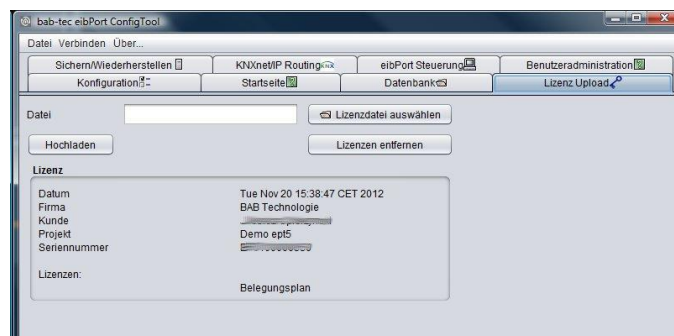 bab-tec eibPort ConfigTool
Datei Verbinden Über...
Sichern/Wiederherstellen KNXnet/IP Routing KNX eibPort Steuerung Benutzeradministration
Konfiguration Startseite Datenbank Lizenz Upload
Datei Lizenzdatei auswählen
Hochladen Lizenzen entfernen
Lizenz
Datum Tue Nov 20 15:38:47 CET 2012
Firma BAB Technologie
Kunde
Projekt Demo ept5
Seriennummer
Lizenzen:
Belegungsplan